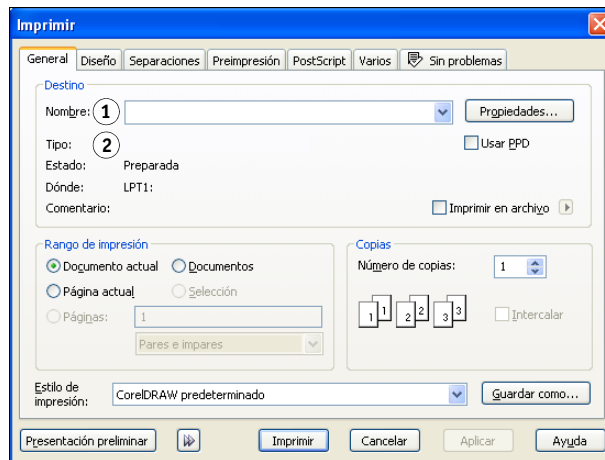 Imprimir
General Diseño Separaciones Preimpresión PostScript Varios Sin problemas
Destino
Nombre: 1 Propiedades...
Tipo: 2 Usar PPD
Estado: Preparada
Dónde: LPT1:
Comentario: Imprimir en archivo
Rango de impresión Copias
Documento actual Documentos Número de copias: 1
Página actual Selección
Páginas: 1 1 1 2 2 3 3 Intercalar
Pares e impares
Estilo de impresión: CorelDRAW predeterminado Guardar como...
Presentación preliminar Imprimir Cancelar Aplicar Ayuda